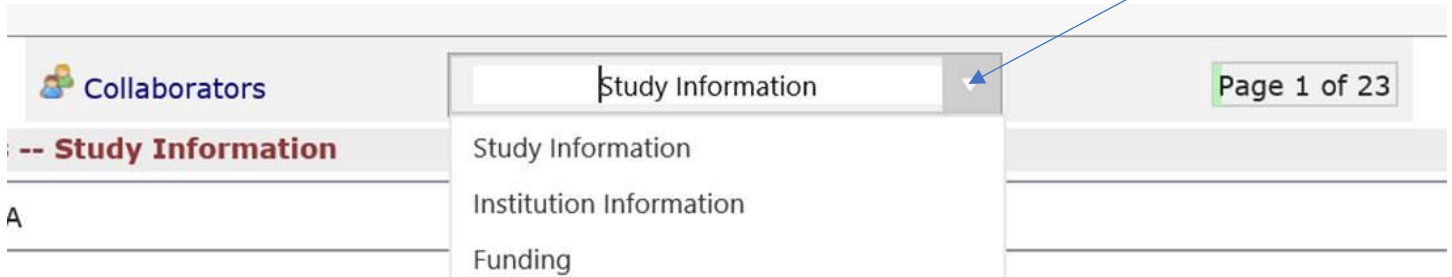 Collaborators Study Information Page 1 of 23
: -- Study Information
Study Information
Institution Information
A
Funding